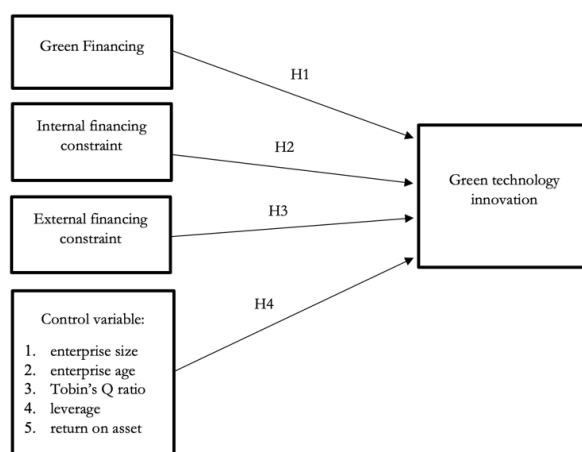 Green Financing
H1
Internal financing
constraint
H2
Green technology
innovation
External financing
constraint
H3
H4
Control variable:
1. enterprise size
2. enterprise age
3. Tobin's Q ratio
4. leverage
5. return on asset